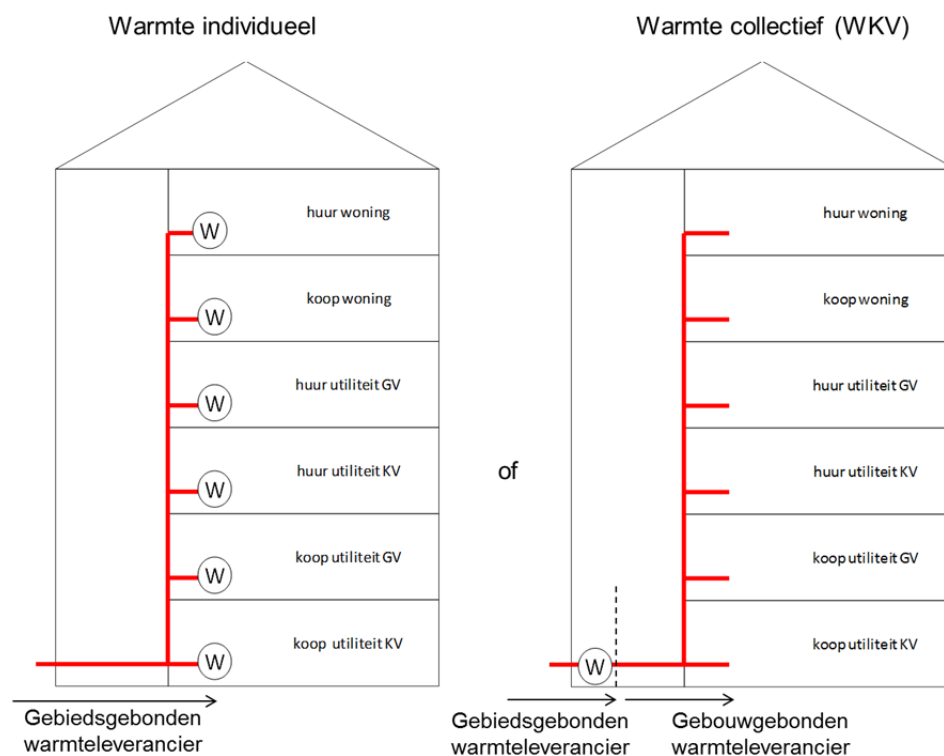 Warmte individueel
W
huur woning
W
koop woning
W
huur utiliteit GV
W
huur utiliteit KV
W
koop utiliteit GV
W
koop utiliteit KV
Gebiedsgebonden
warmteleverancier
of
Warmte collectief (WKV)
huur woning
koop woning
huur utiliteit GV
huur utiliteit KV
koop utiliteit GV
koop utiliteit KV
W
Gebiedsgebonden
warmteleverancier
Gebouwgebonden
warmteleverancier